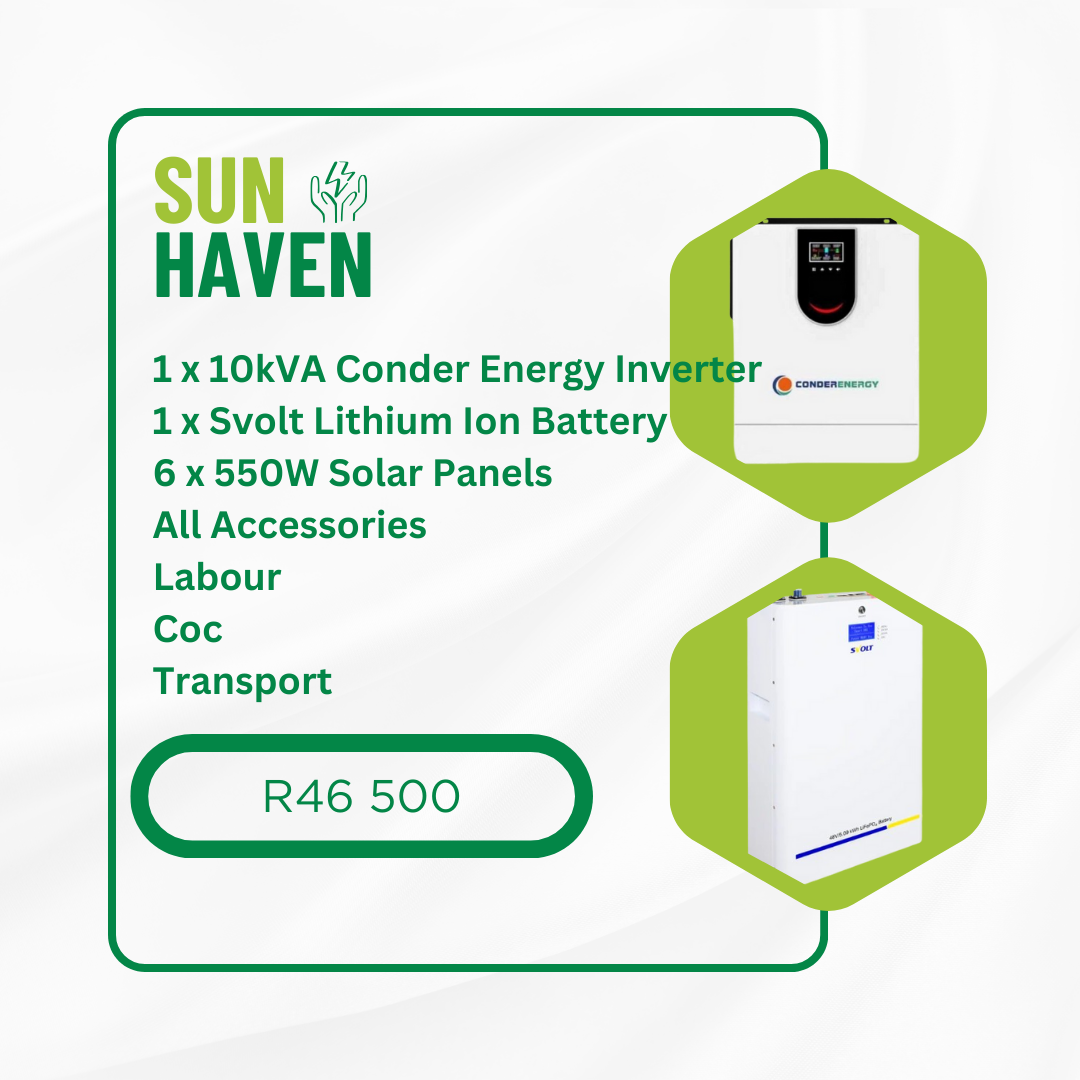 SUN
HAVEN
1 x 10kVA Conder Energy Inverter
1 x Svolt Lithium Ion Battery
6 x 550W Solar Panels
All Accessories
Labour
Coc
Transport
R46 500
CONDERENERGY
SVOLT
Battery